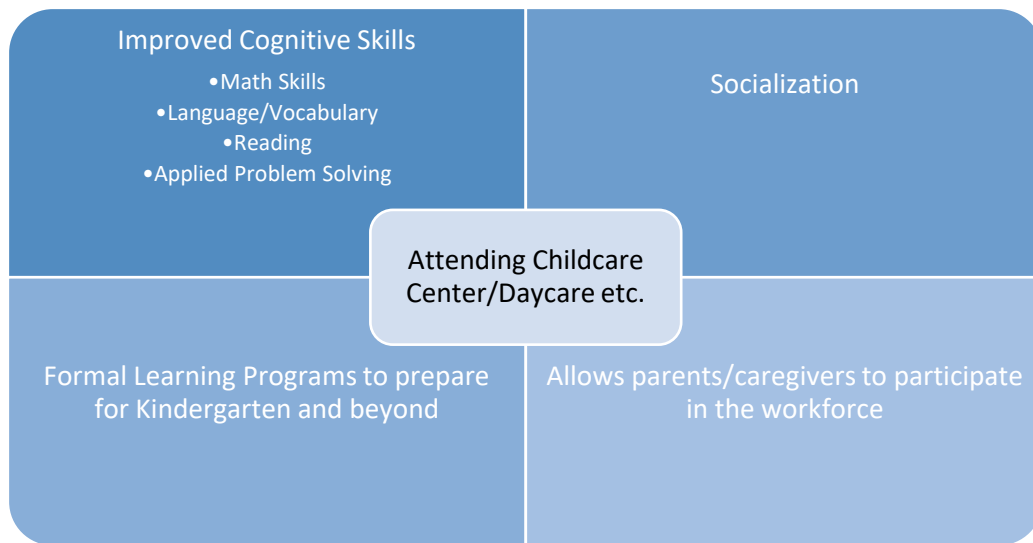 Improved Cognitive Skills
•Math Skills
•Language/Vocabulary
•Reading
•Applied Problem Solving
Socialization
Attending Childcare
Center/Daycare etc.
Formal Learning Programs to prepare
for Kindergarten and beyond
Allows parents/caregivers to participate
in the workforce